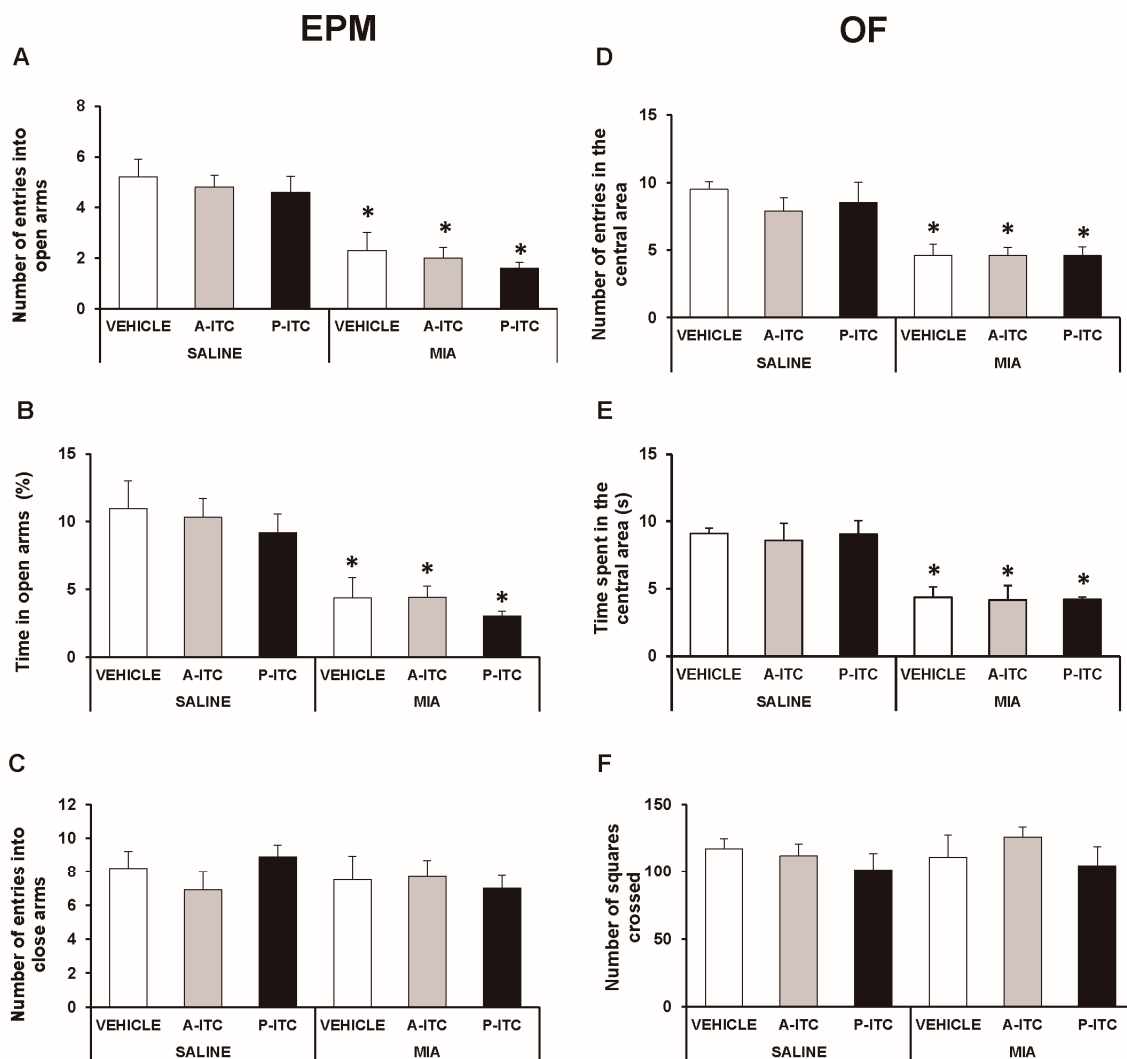 EPM
OF
A
Number of entries into
open arms
8
6
4
2
0
* * *
VEHICLE A-ITC P-ITC VEHICLE A-ITC P-ITC
SALINE MIA
D
Number of entries in the
central area
15
10
5
0
* * *
VEHICLE A-ITC P-ITC VEHICLE A-ITC P-ITC
SALINE MIA
B
Time in open arms (%)
15
10
5
0
* * *
VEHICLE A-ITC P-ITC VEHICLE A-ITC P-ITC
SALINE MIA
E
Time spent in the
central area (s)
15
10
5
0
* * *
VEHICLE A-ITC P-ITC VEHICLE A-ITC P-ITC
SALINE MIA
C
Number of entries into
close arms
12
10
8
6
4
2
0
VEHICLE A-ITC P-ITC VEHICLE A-ITC P-ITC
SALINE MIA
F
Number of squares
crossed
150
100
50
0
VEHICLE A-ITC P-ITC VEHICLE A-ITC P-ITC
SALINE MIA